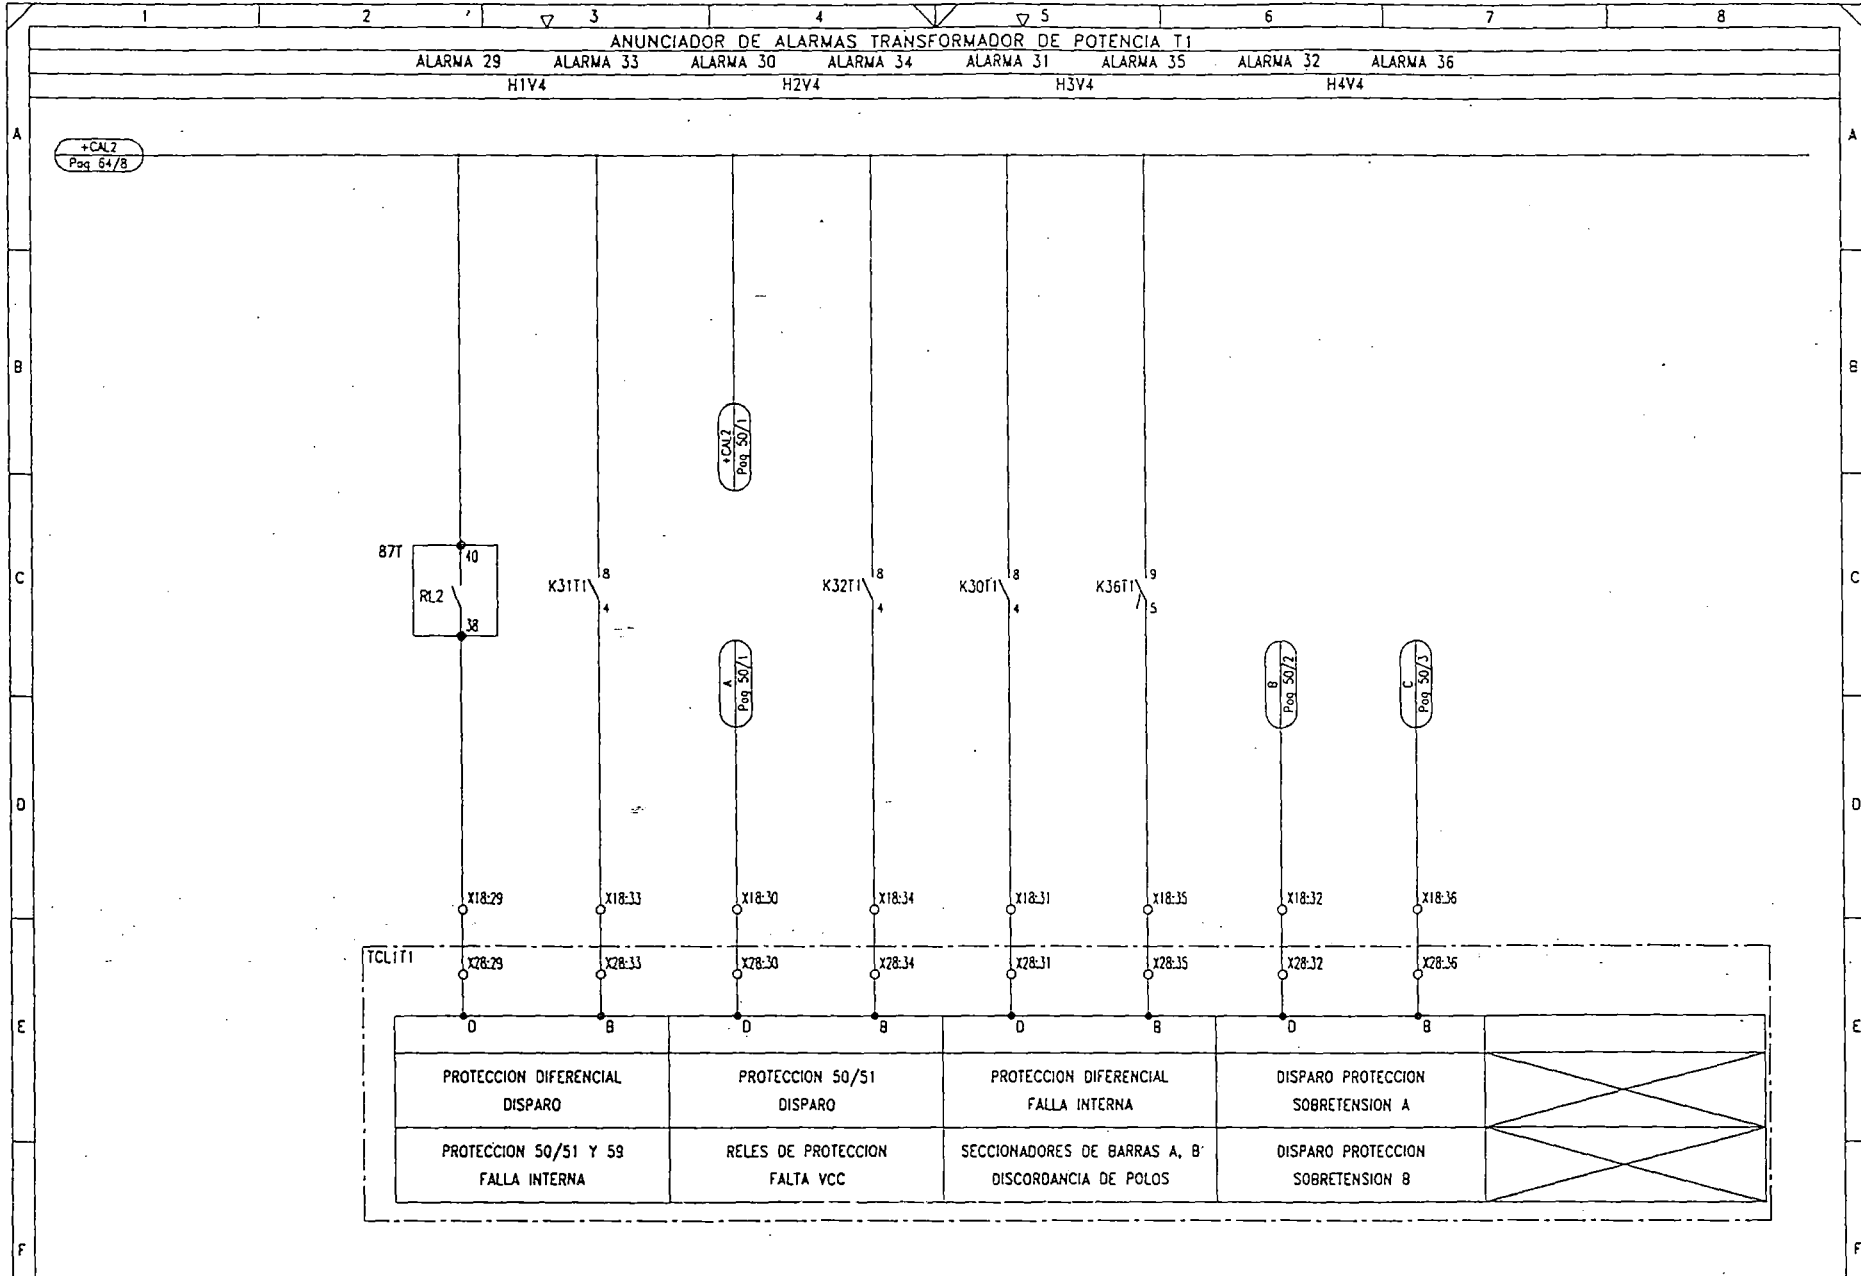 1 2 3 4 5 6 7 8
ANUNCIADOR DE ALARMAS TRANSFORMADOR DE POTENCIA T1
ALARMA 29 ALARMA 33 ALARMA 30 ALARMA 34 ALARMA 31 ALARMA 35 ALARMA 32 ALARMA 36
H1V4 H2V4 H3V4 H4V4
A A
+CAL2
Pag 64/8
B B
+CAL2
Pag 50/1
87T
40
RL2
38
C C
K31T1 8
4
K32T1 8
4
K30T1 8
4
K36T1 9
5
A
Pag 50/1
B
Pag 50/2
C
Pag 50/3
D D
X18:29 X18:33 X18:30 X18:34 X18:31 X18:35 X18:32 X18:36
TCL1T1
X28:29 X28:33 X28:30 X28:34 X28:31 X28:35 X28:32 X28:36
E E
D B D B D B D B
PROTECCION DIFERENCIAL
DISPARO
PROTECCION 50/51
DISPARO
PROTECCION DIFERENCIAL
FALLA INTERNA
DISPARO PROTECCION
SOBRETENSION A
PROTECCION 50/51 Y 59
FALLA INTERNA
RELES DE PROTECCION
FALTA VCC
SECCIONADORES DE BARRAS A, B
DISCORDANCIA DE POLOS
DISPARO PROTECCION
SOBRETENSION B
F F